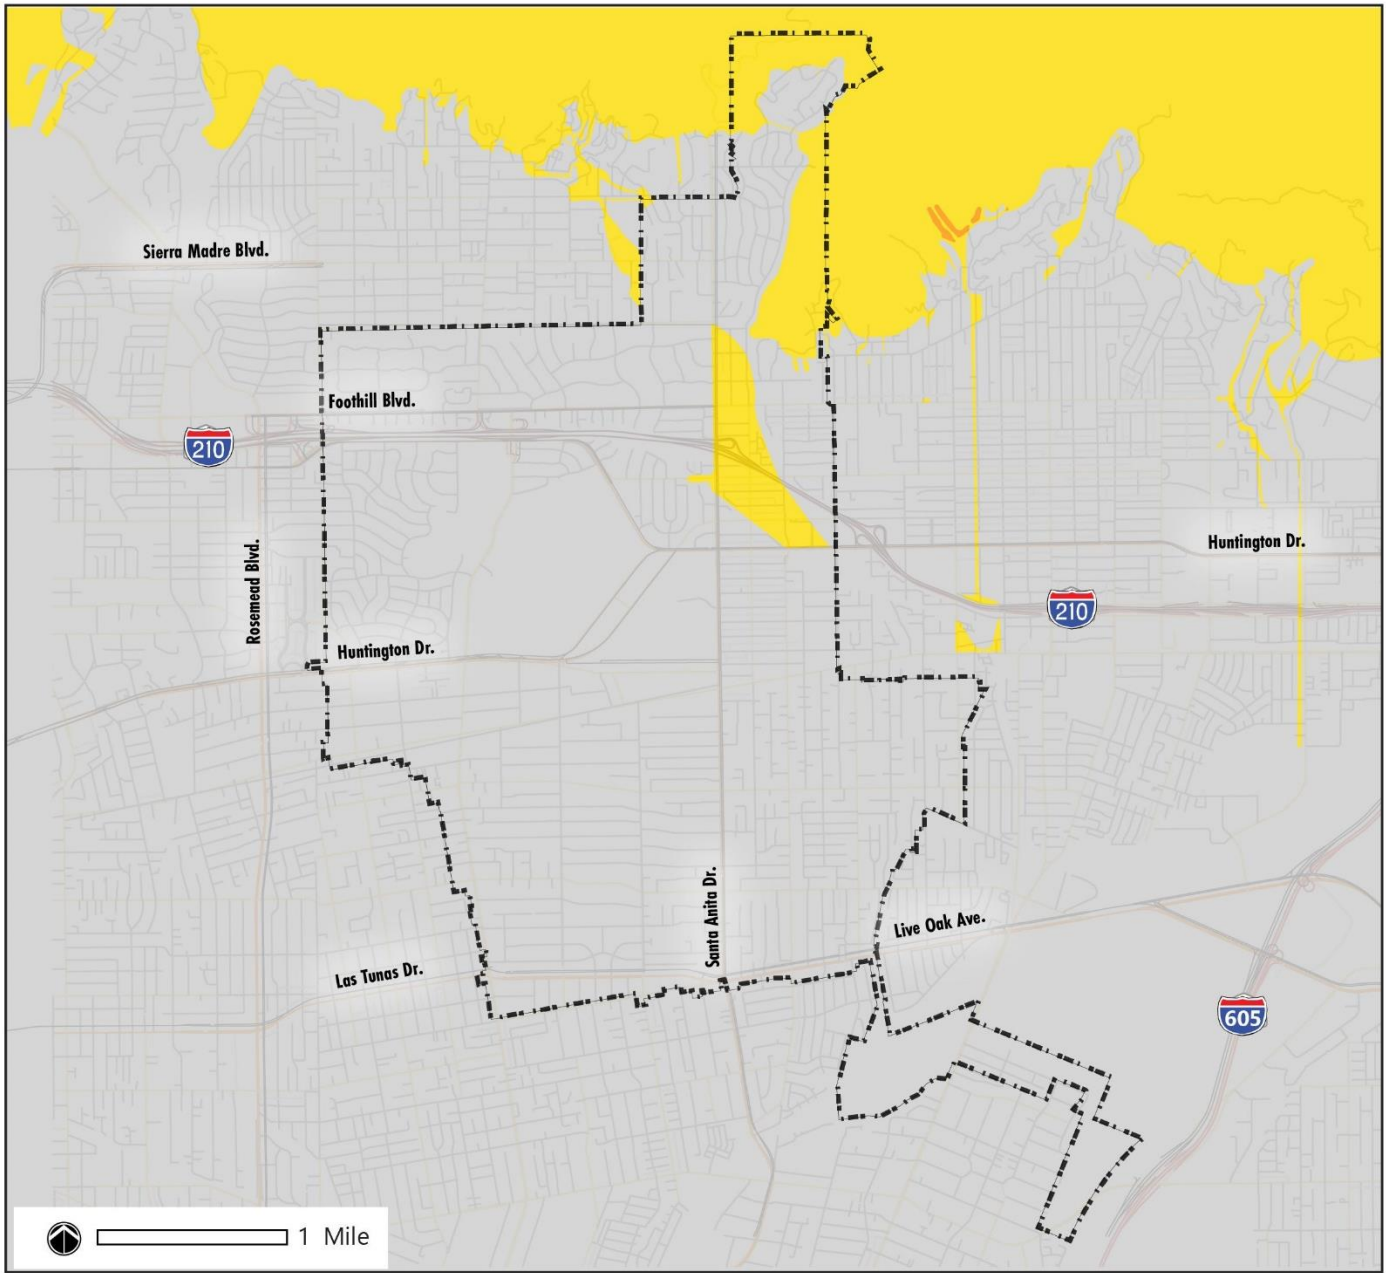 Sierra Madre Blvd.
Foothill Blvd.
210
Rosemead Blvd.
Huntington Dr.
210
Huntington Dr.
Santa Anita Dr.
Live Oak Ave.
Las Tunas Dr.
605
1 Mile